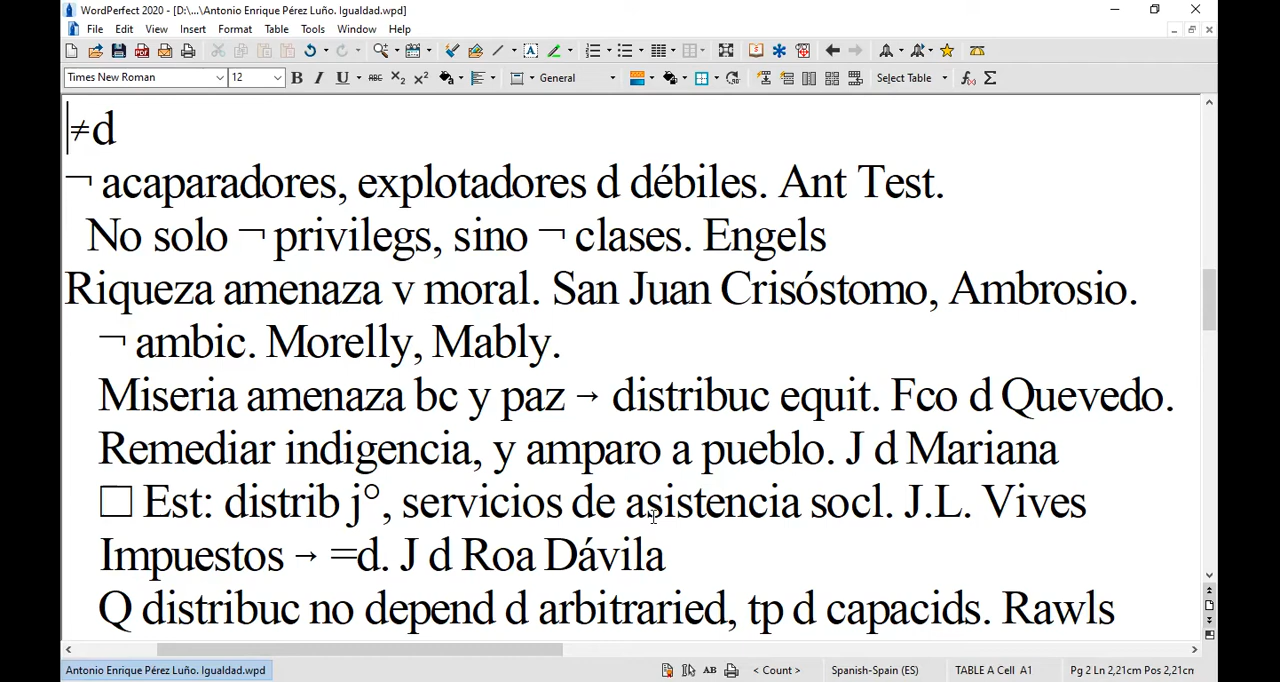 WordPerfect 2020 - [D:\...\Antonio Enrique Pérez Luño. Igualdad.wpd]
File Edit View Insert Format Table Tools Window Help
Times New Roman 12 B I U ABC X₂ X² General Select Table
≠d
¬ acaparadores, explotadores d débiles. Ant Test.
No solo ¬ privilegs, sino ¬ clases. Engels
Riqueza amenaza v moral. San Juan Crisóstomo, Ambrosio.
¬ ambic. Morelly, Mably.
Miseria amenaza bc y paz → distribuc equit. Fco d Quevedo.
Remediar indigencia, y amparo a pueblo. J d Mariana
□ Est: distrib j°, servicios de asistencia socl. J.L. Vives
Impuestos → =d. J d Roa Dávila
Q distribuc no depend d arbitraried, tp d capacids. Rawls
Antonio Enrique Pérez Luño. Igualdad.wpd AB < Count > Spanish-Spain (ES) TABLE A Cell A1 Pg 2 Ln 2,21cm Pos 2,21cm